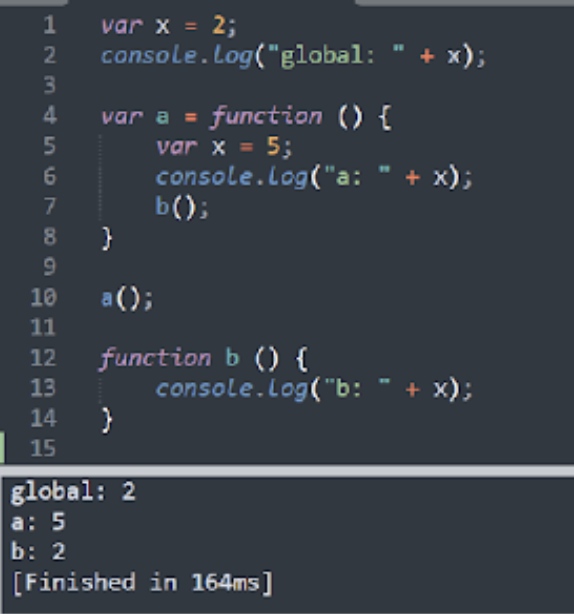 1 var x = 2;
2 console.log("global: " + x);
3
4 var a = function () {
5 var x = 5;
6 console.log("a: " + x);
7 b();
8 }
9
10 a();
11
12 function b () {
13 console.log("b: " + x);
14 }
15
global: 2
a: 5
b: 2
[Finished in 164ms]